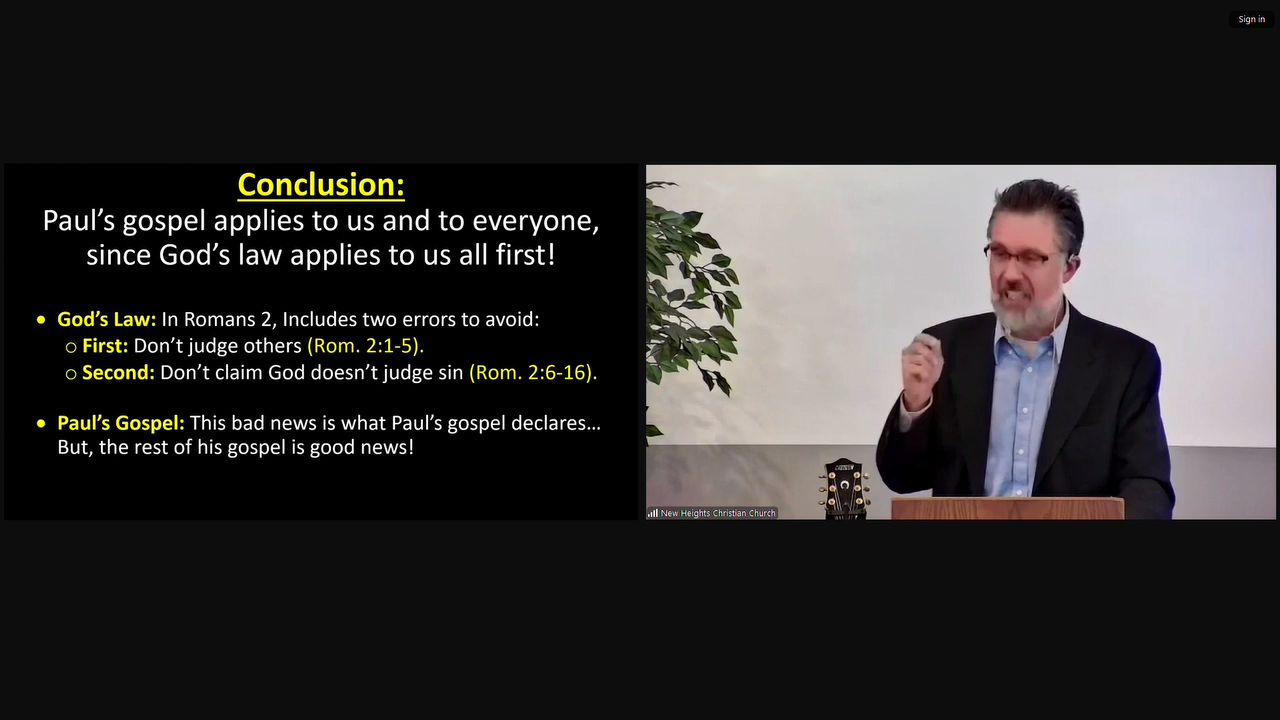 Sign in
Conclusion:
Paul's gospel applies to us and to everyone,
since God's law applies to us all first!
• God's Law: In Romans 2, Includes two errors to avoid:
o First: Don't judge others (Rom. 2:1-5).
o Second: Don't claim God doesn't judge sin (Rom. 2:6-16).
• Paul's Gospel: This bad news is what Paul's gospel declares…
But, the rest of his gospel is good news!
New Heights Christian Church